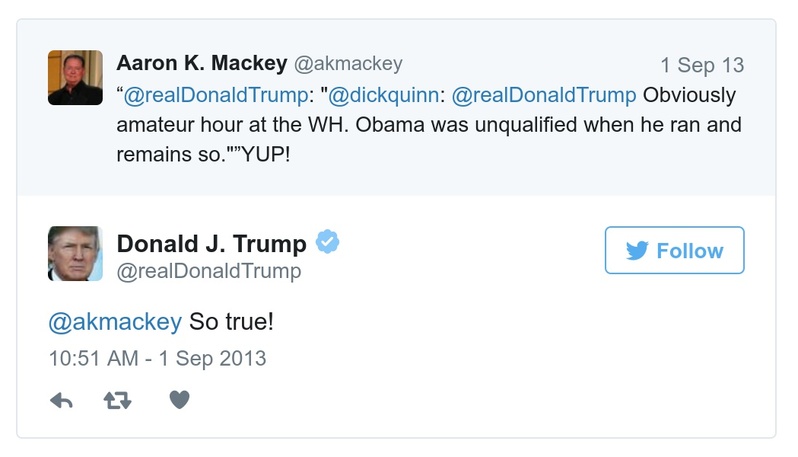 Aaron K. Mackey @akmackey 1 Sep 13
“@realDonaldTrump: "@dickquinn: @realDonaldTrump Obviously
amateur hour at the WH. Obama was unqualified when he ran and
remains so."”YUP!
Donald J. Trump
@realDonaldTrump
Follow
@akmackey So true!
10:51 AM - 1 Sep 2013